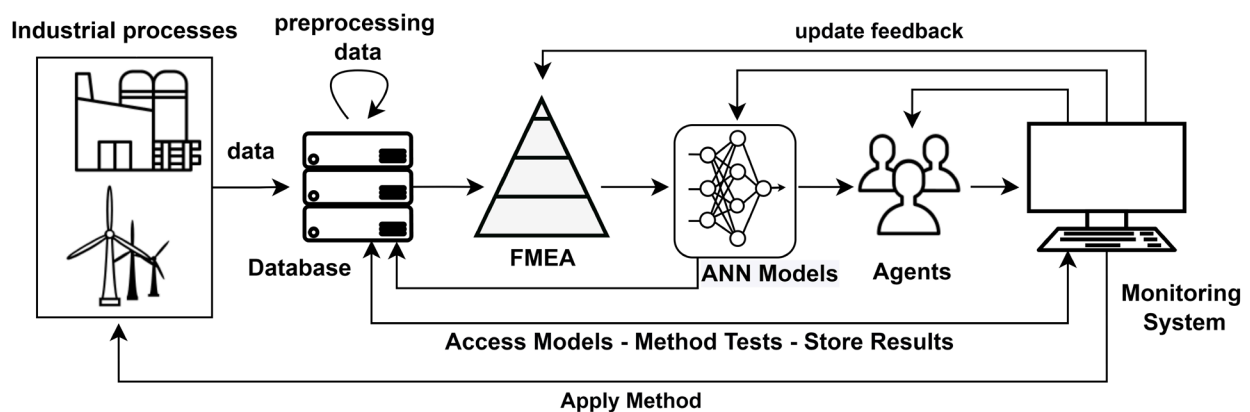 Industrial processes
preprocessing
data
update feedback
data
Database
FMEA
ANN Models
Agents
Monitoring
System
Access Models - Method Tests - Store Results
Apply Method